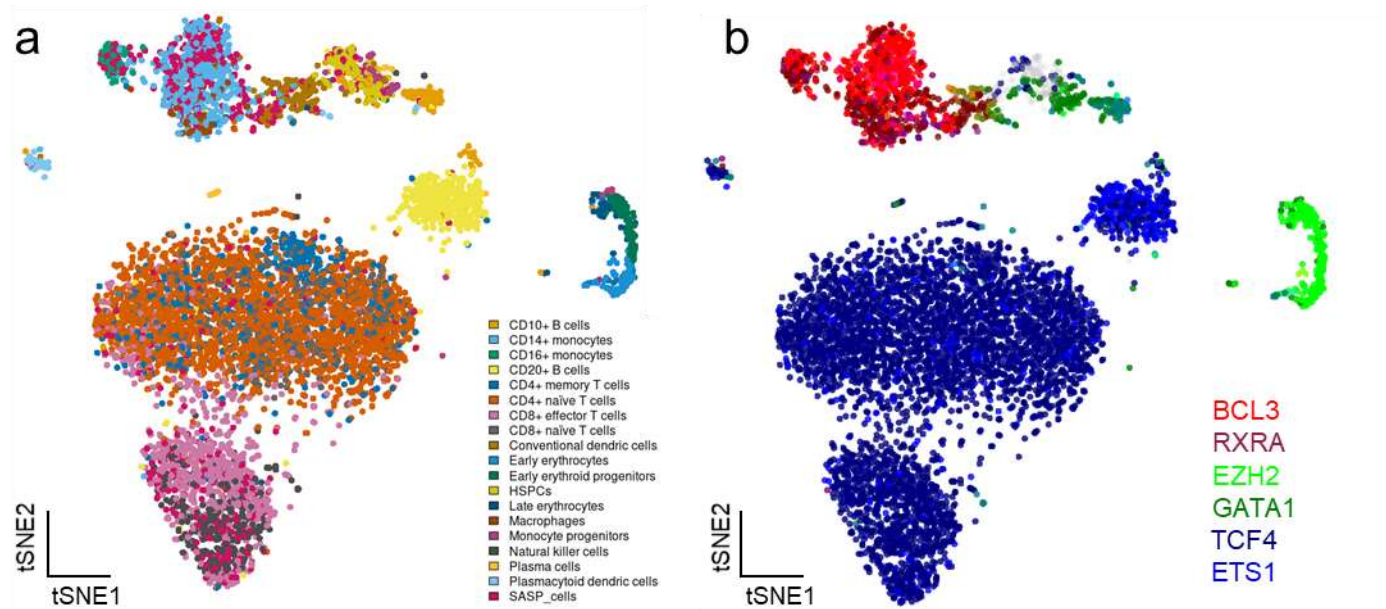 a
CD10+ B cells
CD14+ monocytes
CD16+ monocytes
CD20+ B cells
CD4+ memory T cells
CD4+ naïve T cells
CD8+ effector T cells
CD8+ naïve T cells
Conventional dendric cells
Early erythrocytes
Early erythroid progenitors
HSPCs
Late erythrocytes
Macrophages
Monocyte progenitors
Natural killer cells
Plasma cells
Plasmacytoid dendric cells
SASP_cells
tSNE2
tSNE1
b
BCL3
RXRA
EZH2
GATA1
TCF4
ETS1
tSNE2
tSNE1